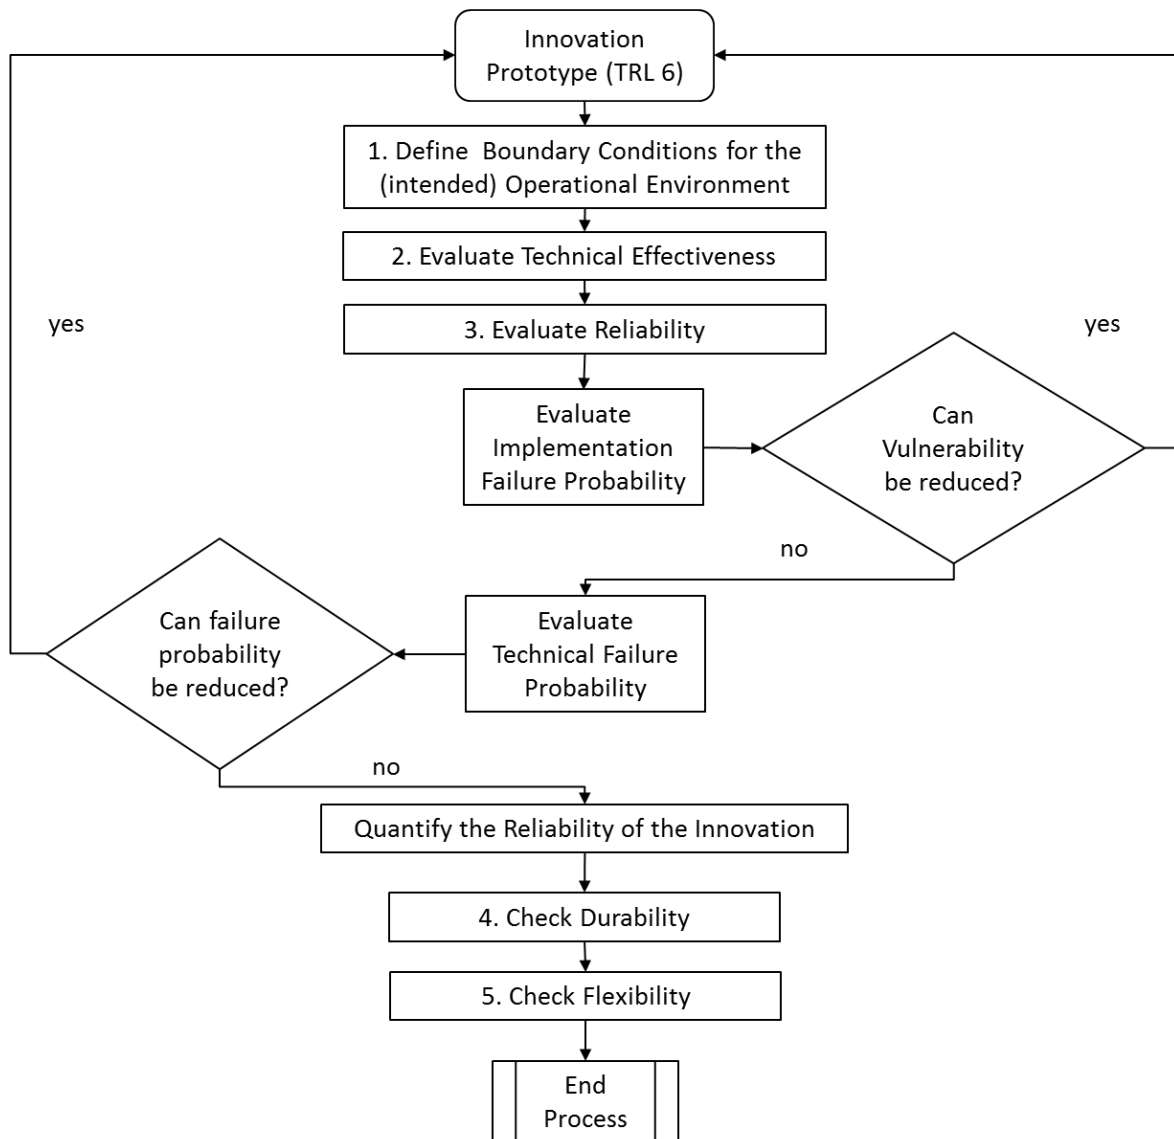 Innovation
Prototype (TRL 6)
1. Define Boundary Conditions for the
(intended) Operational Environment
2. Evaluate Technical Effectiveness
3. Evaluate Reliability
yes
yes
Evaluate
Implementation
Failure Probability
Can
Vulnerability
be reduced?
no
Evaluate
Technical Failure
Probability
Can failure
probability
be reduced?
no
Quantify the Reliability of the Innovation
4. Check Durability
5. Check Flexibility
End
Process